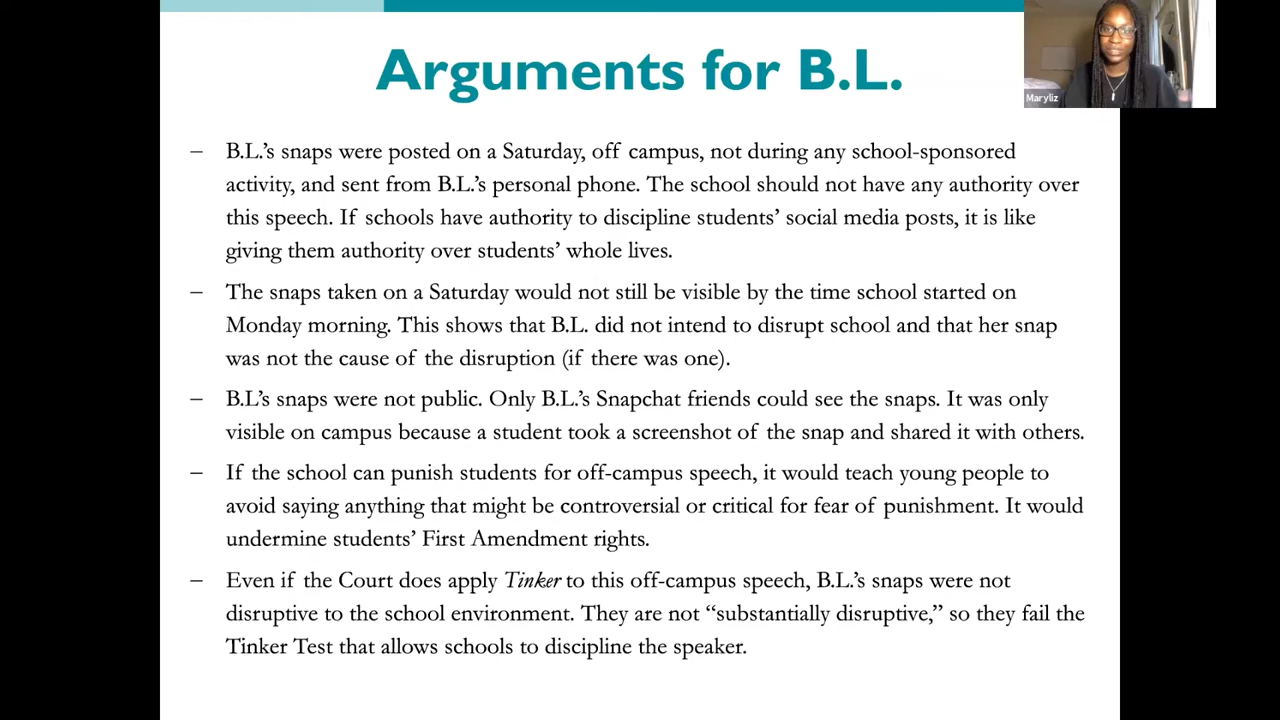 Arguments for B.L.
Maryliz
– B.L.’s snaps were posted on a Saturday, off campus, not during any school-sponsored
activity, and sent from B.L.’s personal phone. The school should not have any authority over
this speech. If schools have authority to discipline students’ social media posts, it is like
giving them authority over students’ whole lives.
– The snaps taken on a Saturday would not still be visible by the time school started on
Monday morning. This shows that B.L. did not intend to disrupt school and that her snap
was not the cause of the disruption (if there was one).
– B.L’s snaps were not public. Only B.L.’s Snapchat friends could see the snaps. It was only
visible on campus because a student took a screenshot of the snap and shared it with others.
– If the school can punish students for off-campus speech, it would teach young people to
avoid saying anything that might be controversial or critical for fear of punishment. It would
undermine students’ First Amendment rights.
– Even if the Court does apply Tinker to this off-campus speech, B.L.’s snaps were not
disruptive to the school environment. They are not “substantially disruptive,” so they fail the
Tinker Test that allows schools to discipline the speaker.